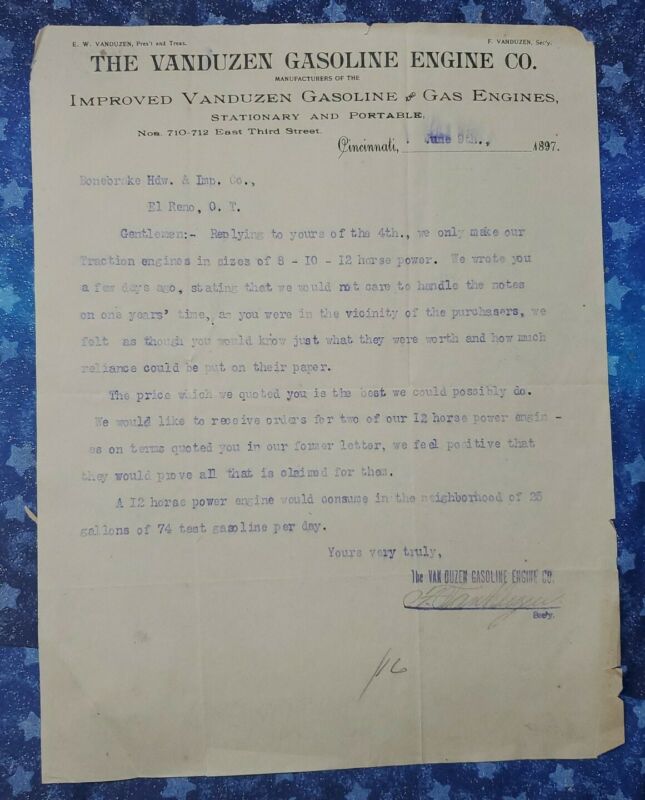 E. W. VANDUZEN, Pres't and Treas.
F. VANDUZEN, Sec'y.
THE VANDUZEN GASOLINE ENGINE CO.
MANUFACTURERS OF THE
IMPROVED VANDUZEN GASOLINE & GAS ENGINES,
STATIONARY AND PORTABLE,
Nos. 710-712 East Third Street.
Cincinnati, June 9th., 1897.
Bonebrake Hdw. & Imp. Co.,
El Reno, O. T.
Gentlemen:- Replying to yours of the 4th., we only make our
Traction engines in sizes of 8 - 10 - 12 horse power. We wrote you
a few days ago, stating that we would not care to handle the notes
on one years' time, as you were in the vicinity of the purchasers, we
felt as though you would know just what they were worth and how much
reliance could be put on their paper.
The price which we quoted you is the best we could possibly do.
We would like to receive orders for two of our 12 horse power engin -
es on terms quoted you in our former letter, we feel positive that
they would prove all that is claimed for them.
A 12 horse power engine would consume in the neighborhood of 25
gallons of 74 test gasoline per day.
Yours very truly,
The VAN DUZEN GASOLINE ENGINE CO.
F. VanDuzen
Sec'y.